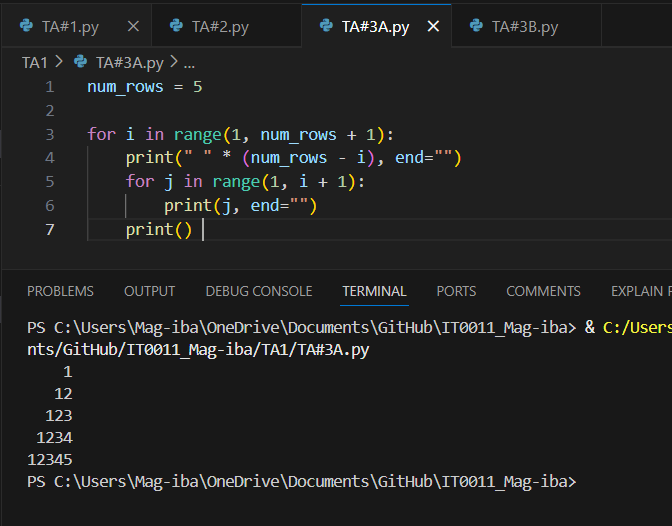 TA#1.py TA#2.py TA#3A.py TA#3B.py
TA1 > TA#3A.py > ...
1 num_rows = 5
2
3 for i in range(1, num_rows + 1):
4     print(" " * (num_rows - i), end="")
5     for j in range(1, i + 1):
6         print(j, end="")
7     print()
PROBLEMS OUTPUT DEBUG CONSOLE TERMINAL PORTS COMMENTS EXPLAIN
PS C:\Users\Mag-iba\OneDrive\Documents\GitHub\IT0011_Mag-iba> & C:/Users
nts/GitHub/IT0011_Mag-iba/TA1/TA#3A.py
    1
   12
  123
 1234
12345
PS C:\Users\Mag-iba\OneDrive\Documents\GitHub\IT0011_Mag-iba>